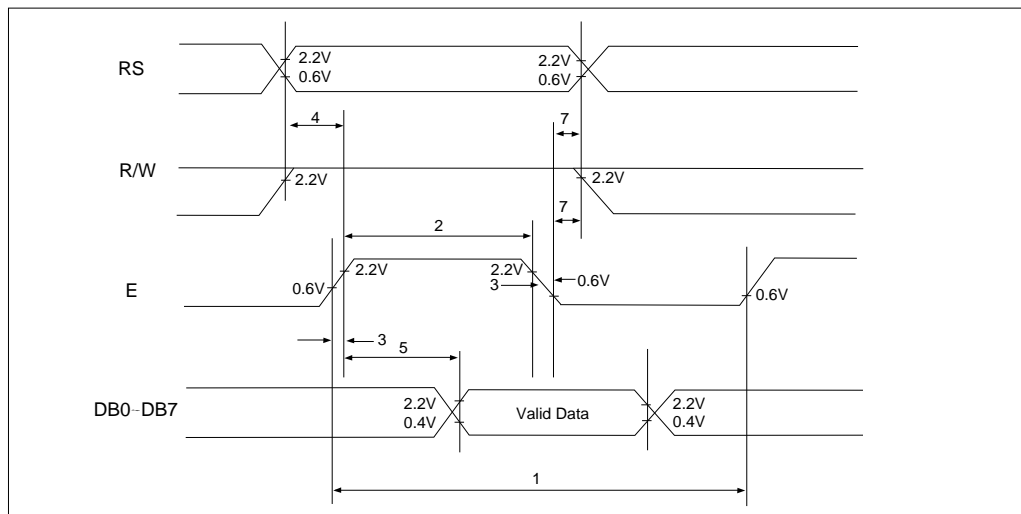 RS
2.2V
0.6V
2.2V
0.6V
4
7
R/W
2.2V
2.2V
7
2
E
0.6V
2.2V
2.2V
3
0.6V
0.6V
3
5
DB0~DB7
2.2V
0.4V
Valid Data
2.2V
0.4V
1